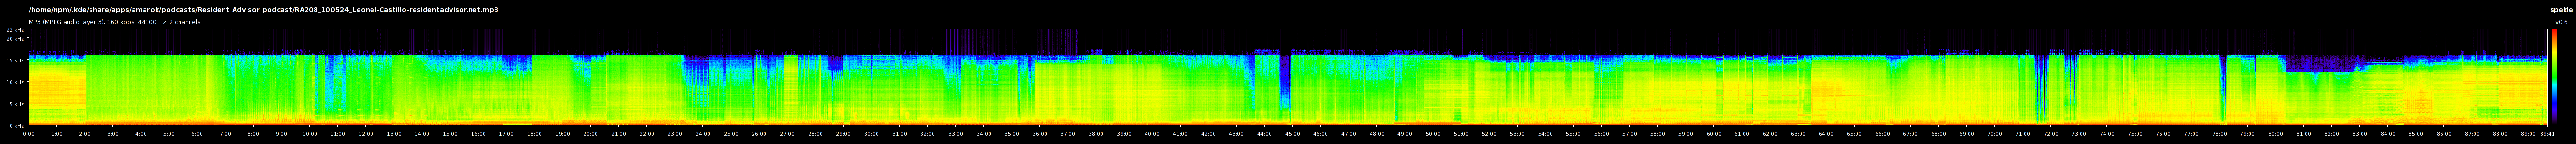 /home/npm/.kde/share/apps/amarok/podcasts/Resident Advisor podcast/RA208_100524_Leonel-Castillo-residentadvisor.net.mp3 spekle
MP3 (MPEG audio layer 3), 160 kbps, 44100 Hz, 2 channels v0.6
22 kHz
20 kHz
15 kHz
10 kHz
5 kHz
0 kHz
0:00 1:00 2:00 3:00 4:00 5:00 6:00 7:00 8:00 9:00 10:00 11:00 12:00 13:00 14:00 15:00 16:00 17:00 18:00 19:00 20:00 21:00 22:00 23:00 24:00 25:00 26:00 27:00 28:00 29:00 30:00 31:00 32:00 33:00 34:00 35:00 36:00 37:00 38:00 39:00 40:00 41:00 42:00 43:00 44:00 45:00 46:00 47:00 48:00 49:00 50:00 51:00 52:00 53:00 54:00 55:00 56:00 57:00 58:00 59:00 60:00 61:00 62:00 63:00 64:00 65:00 66:00 67:00 68:00 69:00 70:00 71:00 72:00 73:00 74:00 75:00 76:00 77:00 78:00 79:00 80:00 81:00 82:00 83:00 84:00 85:00 86:00 87:00 88:00 89:00 89:41